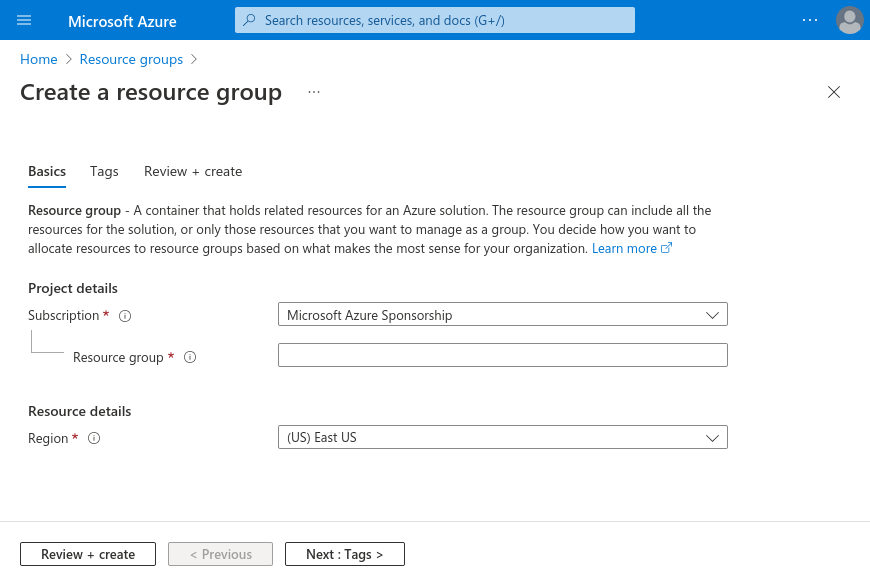 Microsoft Azure
Search resources, services, and docs (G+/)
Home > Resource groups >
Create a resource group ...
Basics Tags Review + create
Resource group - A container that holds related resources for an Azure solution. The resource group can include all the
resources for the solution, or only those resources that you want to manage as a group. You decide how you want to
allocate resources to resource groups based on what makes the most sense for your organization. Learn more
Project details
Subscription * Microsoft Azure Sponsorship
Resource group *
Resource details
Region * (US) East US
Review + create < Previous Next : Tags >